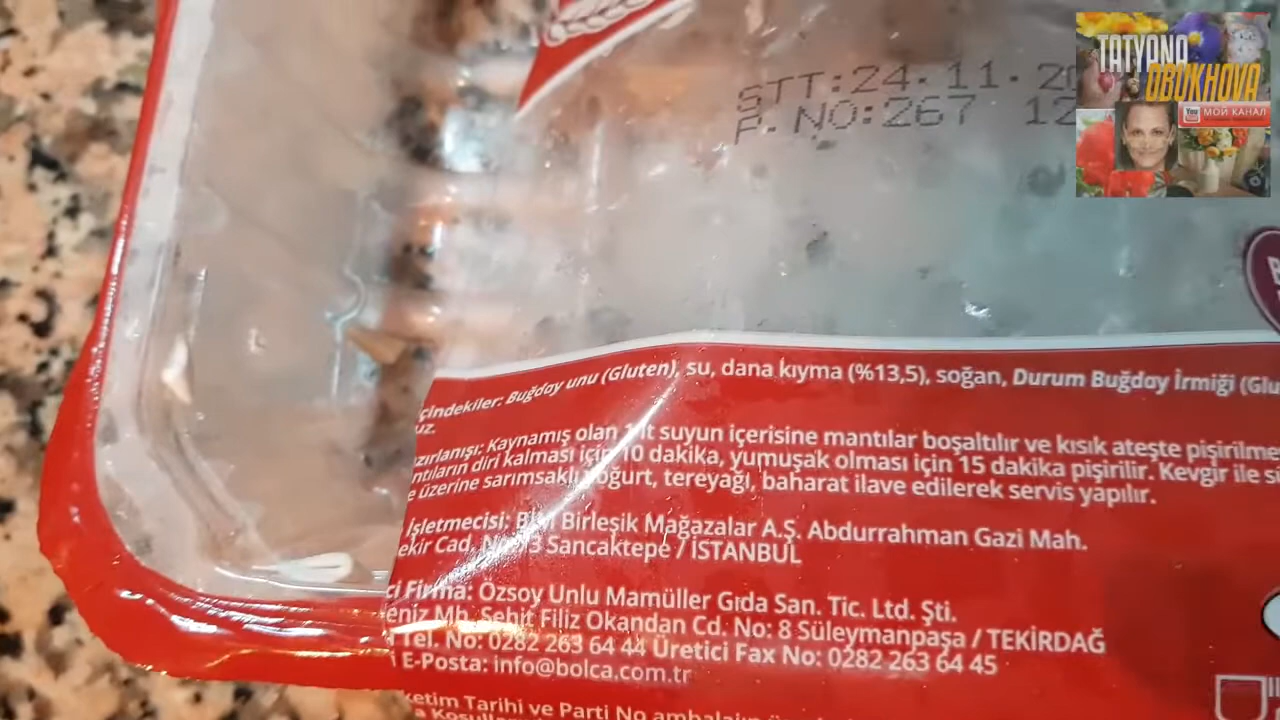 TATYANA
OBUKHOVA
You МОЙ КАНАЛ
STT:24.11.20
P. NO:267 12
çindekiler: Buğday unu (Gluten), su, dana kıyma (%13,5), soğan, Durum Buğday İrmiği (Glu
uz.
zırlanışı: Kaynamış olan 1 lt suyun içerisine mantılar boşaltılır ve kısık ateşte pişirilme
ntıların diri kalması için 10 dakika, yumuşak olması için 15 dakika pişirilir. Kevgir ile s
e üzerine sarımsaklı yoğurt, tereyağı, baharat ilave edilerek servis yapılır.
İşletmecisi: BİM Birleşik Mağazalar A.Ş. Abdurrahman Gazi Mah.
ekir Cad. Sancaktepe / İSTANBUL
ci Firma: Özsoy Unlu Mamüller Gıda San. Tic. Ltd. Şti.
eniz Mh. Şehit Filiz Okandan Cd. No: 8 Süleymanpaşa / TEKİRDAĞ
Tel. No: 0282 263 64 44 Üretici Fax No: 0282 263 64 45
E-Posta: info@bolca.com.tr
ketim Tarihi ve Parti No ambalajın